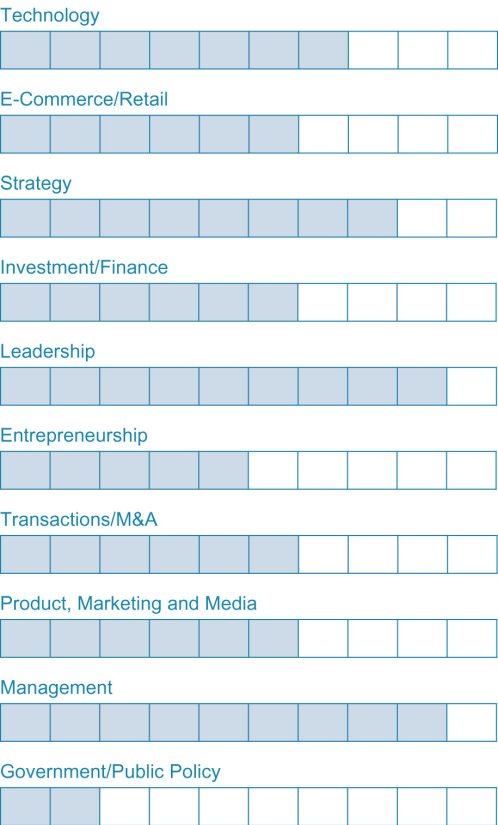 Technology
E-Commerce/Retail
Strategy
Investment/Finance
Leadership
Entrepreneurship
Transactions/M&A
Product, Marketing and Media
Management
Government/Public Policy